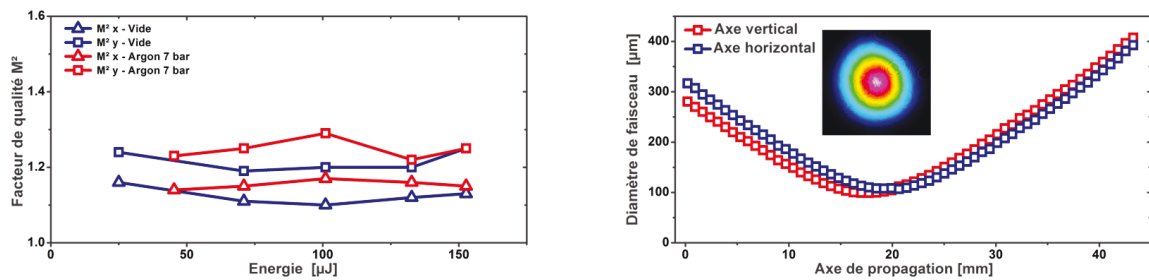 1.6
1.4
1.2
1.0
Facteur de qualité M²
M² x - Vide
M² y - Vide
M² x - Argon 7 bar
M² y - Argon 7 bar
0
50
100
150
Energie [µJ]
400
300
200
100
0
Diamètre de faisceau [µm]
Axe vertical
Axe horizontal
0
10
20
30
40
Axe de propagation [mm]